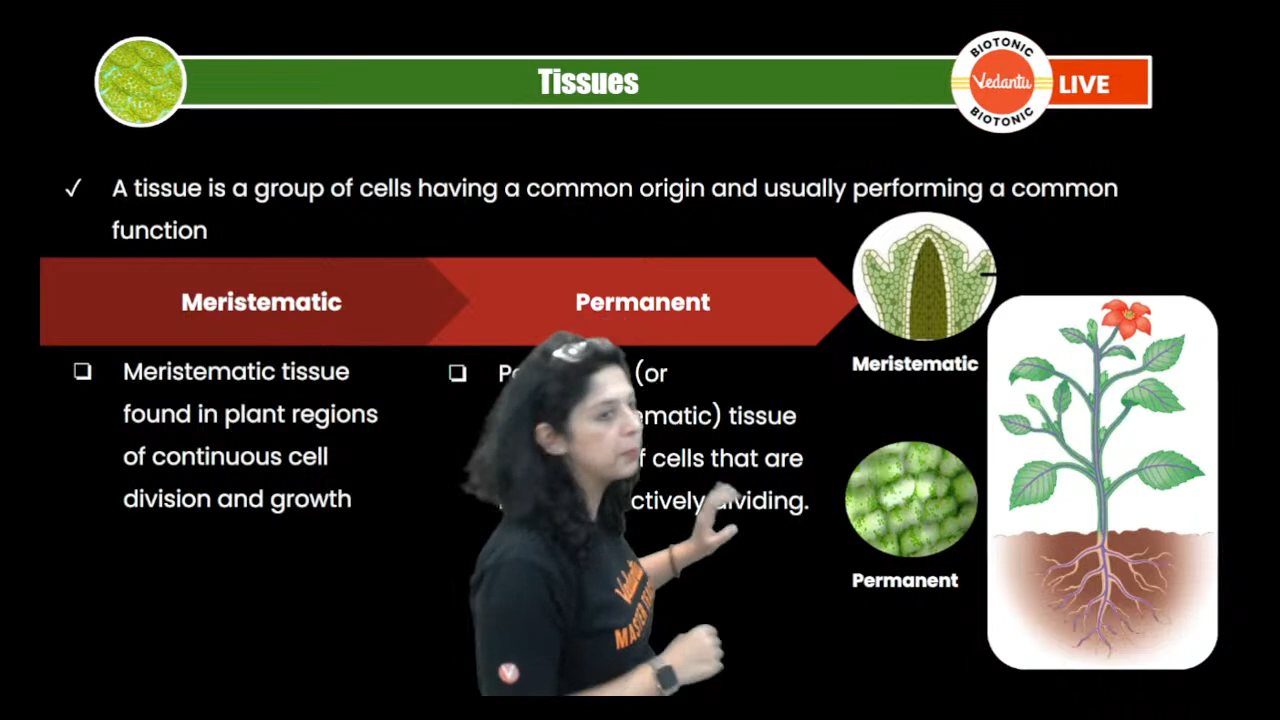 Tissues
BIOTONIC
Vedantu
BIOTONIC
LIVE
✓ A tissue is a group of cells having a common origin and usually performing a common
function
Meristematic
Permanent
Meristematic
❑ Meristematic tissue
found in plant regions
of continuous cell
division and growth
❑ (or
tissue
cells that are
dividing.
Permanent
Vedantu
MASTER
V